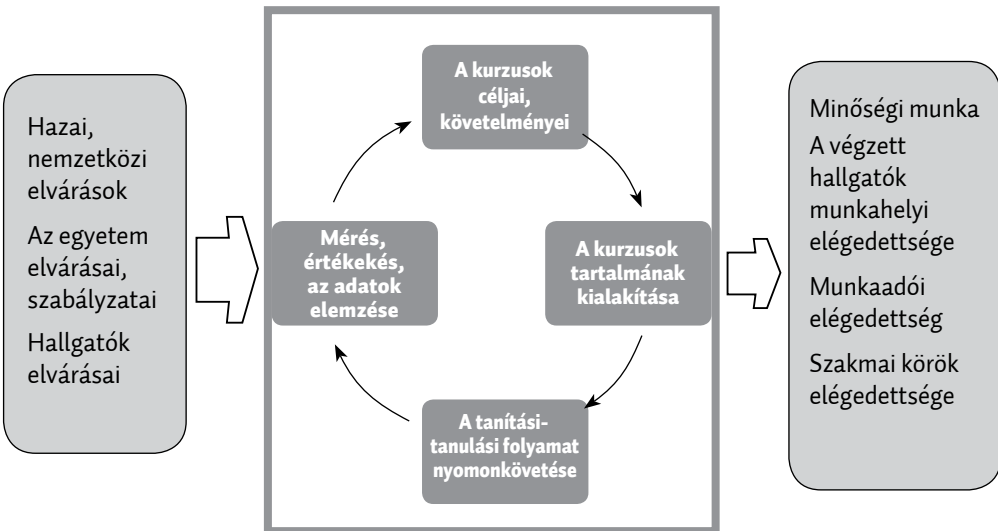 Hazai,
nemzetközi
elvárások
Az egyetem
elvárásai,
szabályzatai
Hallgatók
elvárásai
A kurzusok
céljai,
követelményei
Mérés,
értékekés,
az adatok
elemzése
A kurzusok
tartalmának
kialakítása
A tanítási-
tanulási folyamat
nyomonkövetése
Minőségi munka
A végzett
hallgatók
munkahelyi
elégedettsége
Munkaadói
elégedettség
Szakmai körök
elégedettsége